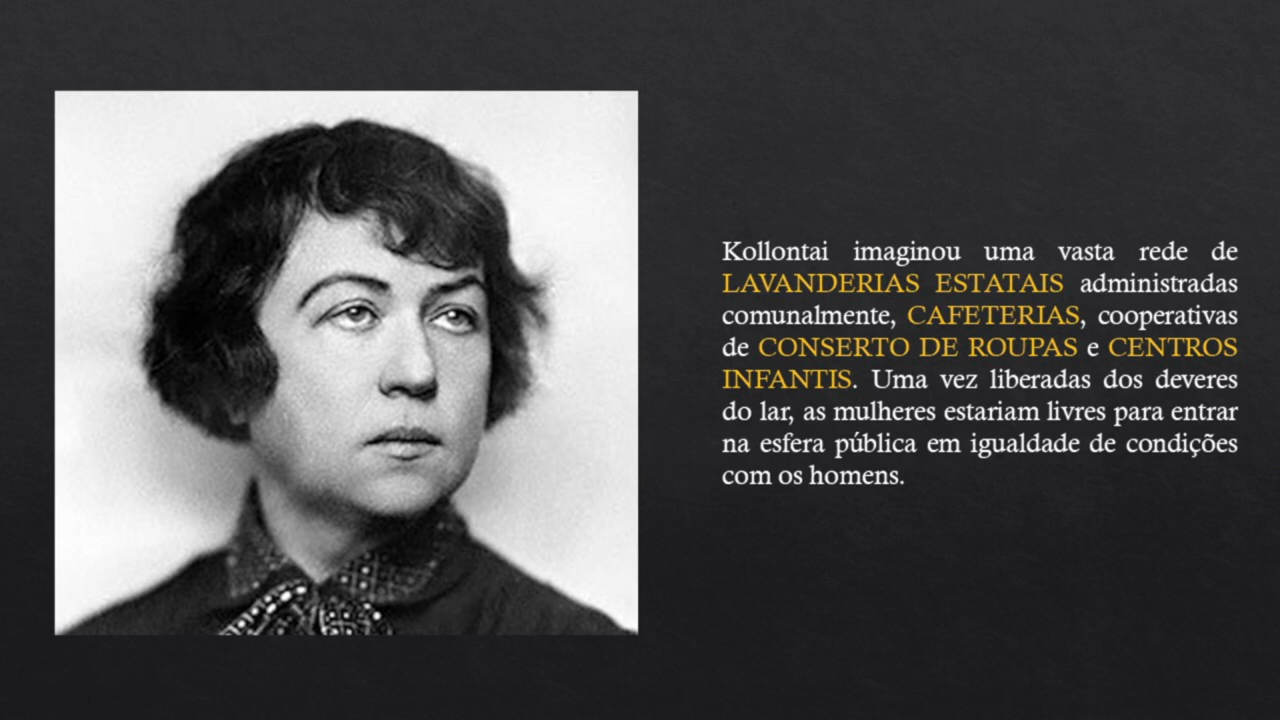 Kollontai imaginou uma vasta rede de
LAVANDERIAS ESTATAIS administradas
comunalmente, CAFETERIAS, cooperativas
de CONSERTO DE ROUPAS e CENTROS
INFANTIS. Uma vez liberadas dos deveres
do lar, as mulheres estariam livres para entrar
na esfera pública em igualdade de condições
com os homens.